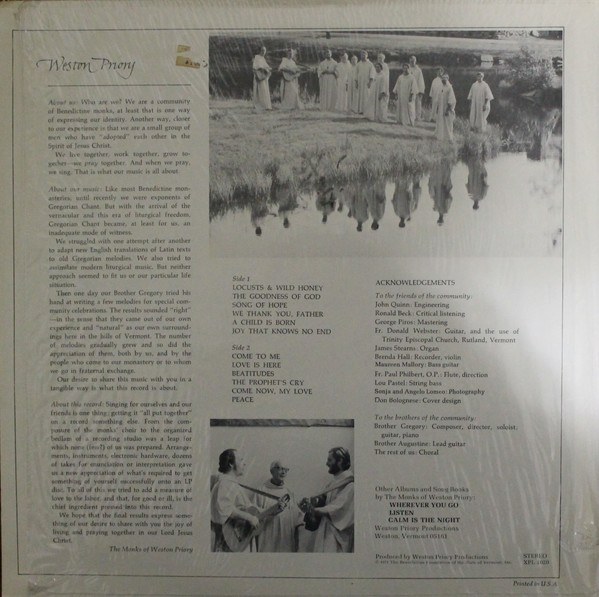 Weston Priory
About us: Who are we? We are a community
of Benedictine monks, at least that is one way
of expressing our identity. Another way, closer
to our experience is that we are a small group of
men who have "adopted" each other in the
Spirit of Jesus Christ.
We live together, work together, grow to-
gether—we pray together. And when we pray,
we sing. That is what our music is all about.
About our music: Like most Benedictine mon-
asteries, until recently we were exponents of
Gregorian Chant. But with the arrival of the
vernacular and this era of liturgical freedom,
Gregorian Chant became, at least for us, an
inadequate mode of witness.
We struggled with one attempt after another
to adapt new English translations of Latin texts
to old Gregorian melodies. We also tried to
assimilate modern liturgical music. But neither
approach seemed to fit us or our particular life
situation.
Then one day our Brother Gregory tried his
hand at writing a few melodies for special com-
munity celebrations. The results sounded "right"
—in the sense that they came out of our own
experience and "natural" as our own surround-
ings here in the hills of Vermont. The number
of melodies gradually grew and so did the
appreciation of them, both by us, and by the
people who come to our monastery or to whom
we go in fraternal exchange.
Our desire to share this music with you in a
tangible way is what this record is about.
About this record: Singing for ourselves and our
friends is one thing; getting it "all put together"
on a record something else. From the com-
posure of the monks' choir to the organized
bedlam of a recording studio was a leap for
which none (least) of us was prepared. Arrange-
ments, instruments, electronic hardware, dozens
of takes for enunciation or interpretation gave
us a new appreciation of what's required to get
something of yourself successfully onto an LP
disc. To all of this we tried to add a measure of
love to the listener, and that, for good or ill, is the
chief ingredient pressed into this record.
We hope that the final results express some-
thing of our desire to share with you the joy of
living and praying together in our Lord Jesus
Christ.
The Monks of Weston Priory
Side 1
LOCUSTS & WILD HONEY
THE GOODNESS OF GOD
SONG OF HOPE
WE THANK YOU, FATHER
A CHILD IS BORN
JOY THAT KNOWS NO END
Side 2
COME TO ME
LOVE IS HERE
BEATITUDES
THE PROPHET'S CRY
COME NOW, MY LOVE
PEACE
ACKNOWLEDGEMENTS
To the friends of the community:
John Quinn: Engineering
Ronald Beck: Critical listening
George Piros: Mastering
Fr. Donald Webster: Guitar, and the use of
Trinity Episcopal Church, Rutland, Vermont
James Stearns: Organ
Brenda Hall: Recorder, violin
Maureen Mallory: Bass guitar
Fr. Paul Philbert, O.P.: Flute, direction
Lou Pastel: String bass
Sonja and Angelo Lomeo: Photography
Don Bolognese: Cover design
To the brothers of the community:
Brother Gregory: Composer, director, soloist,
guitar, piano
Brother Augustine: Lead guitar
The rest of us: Choral
Other Albums and Song Books
by The Monks of Weston Priory:
WHEREVER YOU GO
LISTEN
CALM IS THE NIGHT
Weston Priory Productions
Weston, Vermont 05161
Produced by Weston Priory Productions
STEREO
Printed in U.S.A.